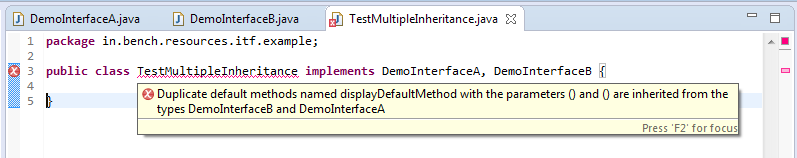 DemoInterfaceA.java DemoInterfaceB.java TestMultipleInheritance.java
1 package in.bench.resources.itf.example;
2
3 public class TestMultipleInheritance implements DemoInterfaceA, DemoInterfaceB {
Duplicate default methods named displayDefaultMethod with the parameters () and () are inherited from the
types DemoInterfaceB and DemoInterfaceA
5 }
Press 'F2' for focus